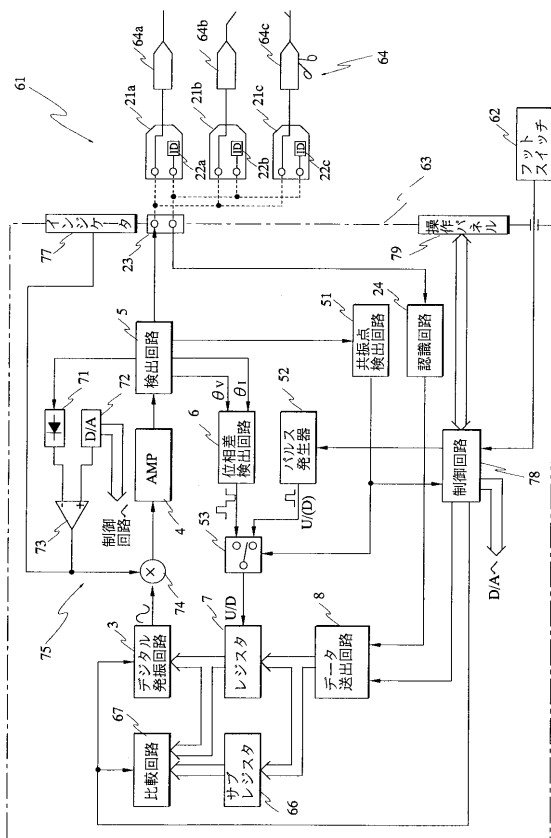 61
64a
64b
64c
64
21a
21b
21c
ID
22a
ID
22b
ID
22c
62
フット
スイッチ
63
インジケータ
77
23
操作パネル
79
5
検出回路
51
共振点
検出回路
24
認識回路
71
72
D/A
制御
回路へ
73
AMP
4
θV
θI
6
位相差
検出回路
52
パルス
発生器
U/(D)
制御回路
78
D/Aへ
53
74
75
U/D
3
デジタル
発振回路
7
レジスタ
8
データ
送出回路
67
比較回路
サブ
レジスタ
66